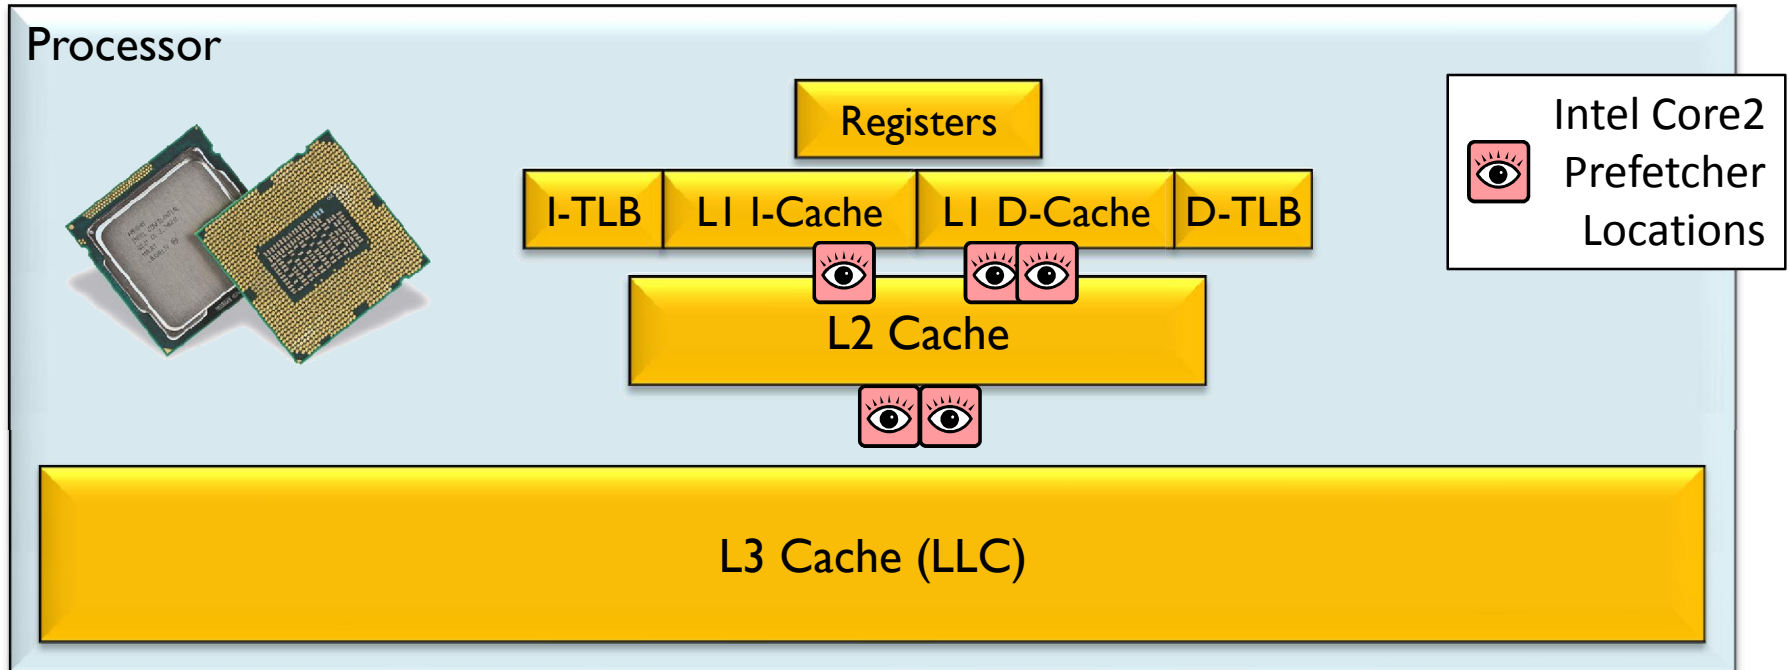 Processor
Registers
Intel Core2
Prefetcher
Locations
I-TLB
L1 I-Cache
L1 D-Cache
D-TLB
L2 Cache
L3 Cache (LLC)